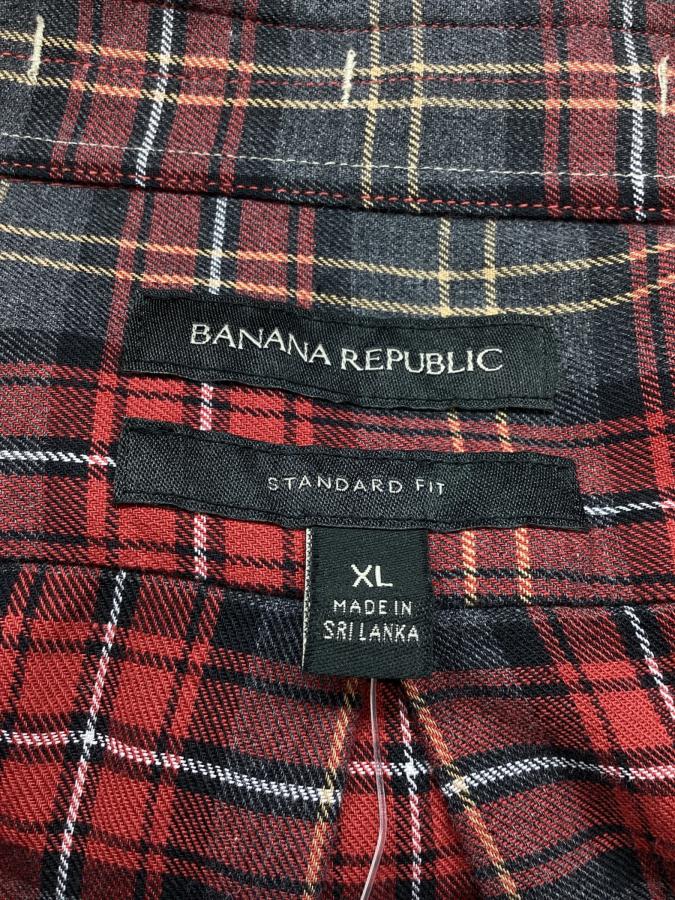 BANANA REPUBLIC
STANDARD FIT
XL
MADE IN
SRI LANKA